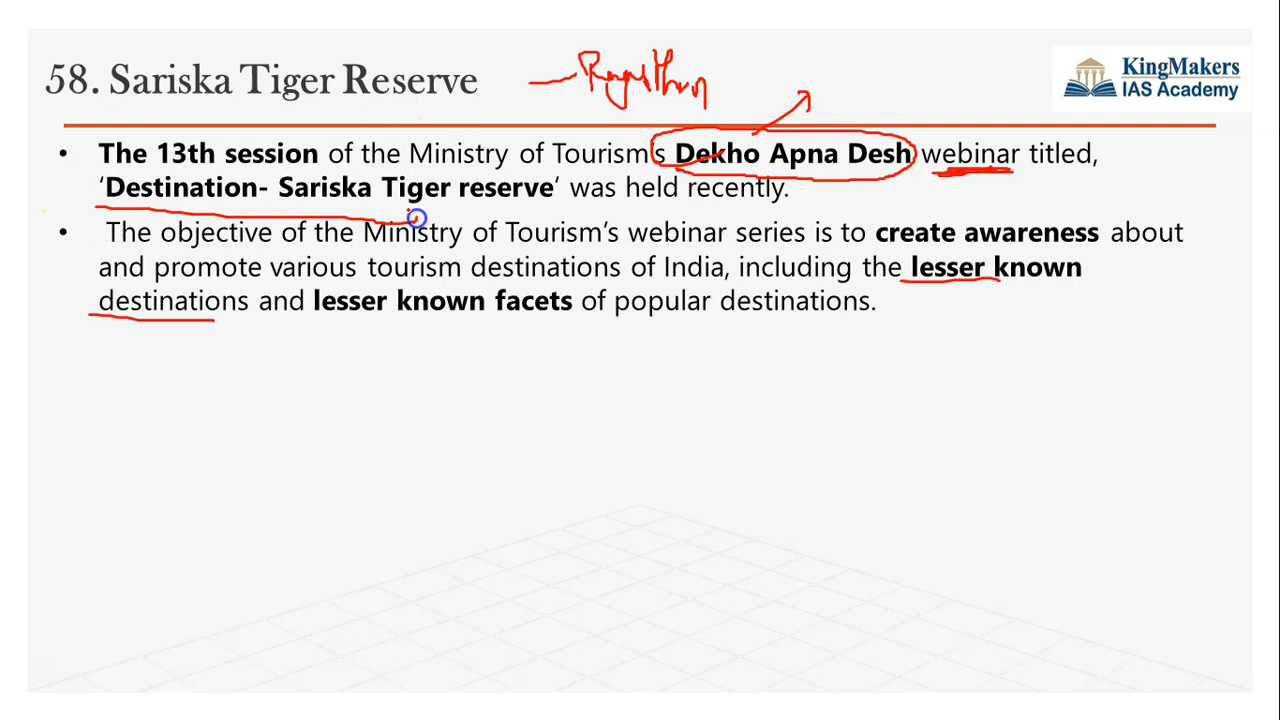 58. Sariska Tiger Reserve
Rajasthan
KingMakers
IAS Academy
• The 13th session of the Ministry of Tourism's Dekho Apna Desh webinar titled,
‘Destination- Sariska Tiger reserve’ was held recently.
• The objective of the Ministry of Tourism’s webinar series is to create awareness about
and promote various tourism destinations of India, including the lesser known
destinations and lesser known facets of popular destinations.